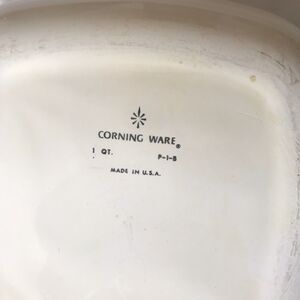 CORNING WARE®
1 QT. P-1-B
MADE IN U.S.A.